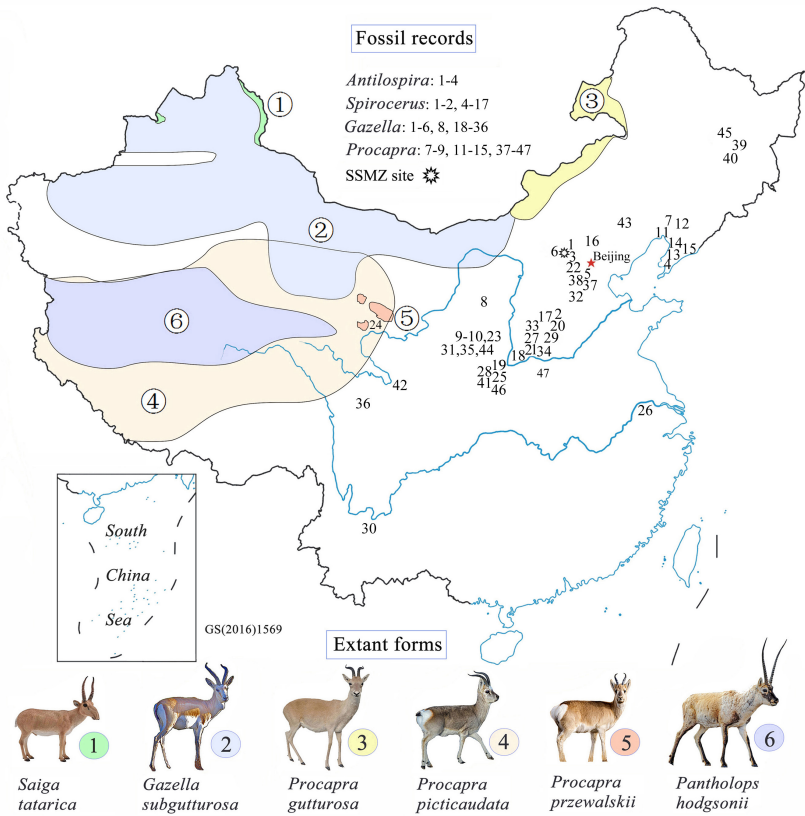 Fossil records
Antilospira: 1-4
Spirocerus: 1-2, 4-17
Gazella: 1-6, 8, 18-36
Procapra: 7-9, 11-15, 37-47
SSMZ site
①
③
②
⑥
④
⑤
45
39
40
43
7
12
11
14
13
15
4
16
6
1
3
Beijing
22
5
38
37
32
8
17
2
33
20
27
29
21
34
18
47
9-10,23
31,35,44
19
28
25
41
46
24
42
36
26
30
South
China
Sea
GS(2016)1569
Extant forms
1
2
3
4
5
6
Saiga
tatarica
Gazella
subgutturosa
Procapra
gutturosa
Procapra
picticaudata
Procapra
przewalskii
Pantholops
hodgsonii